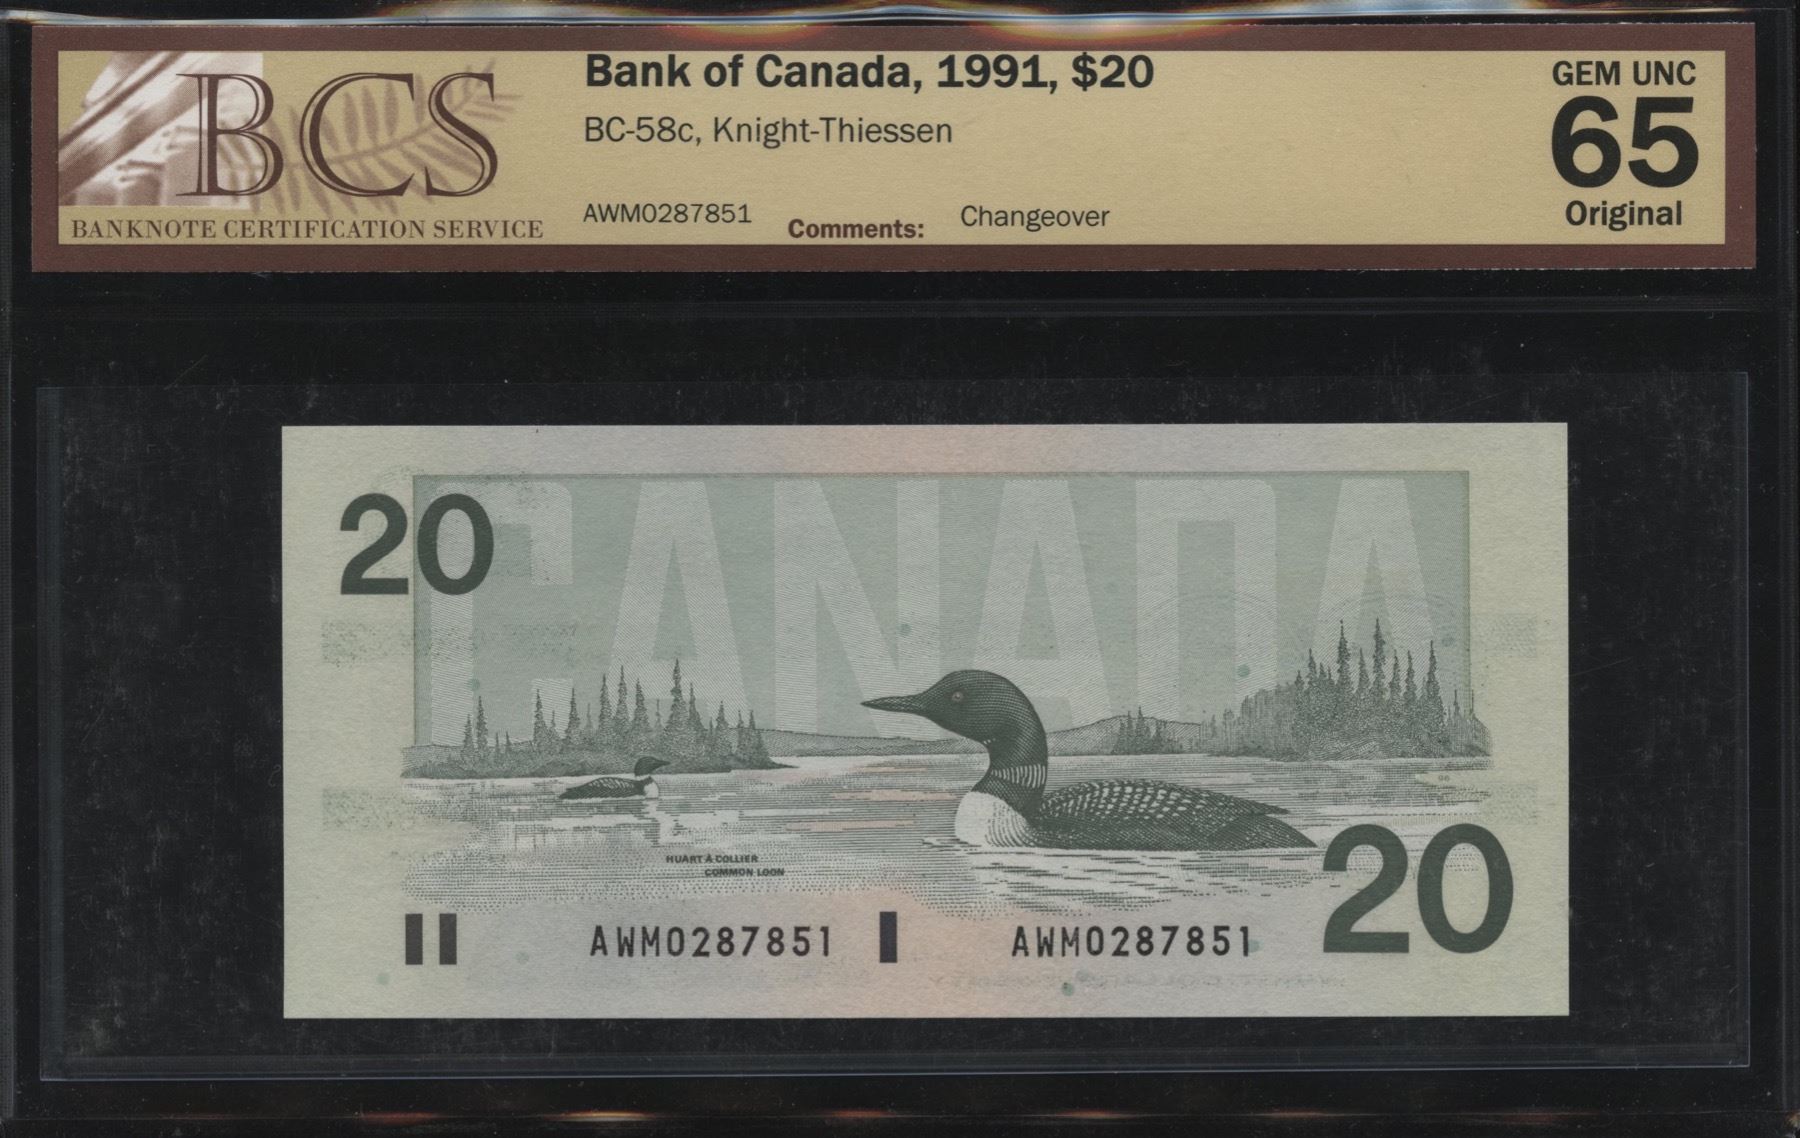 BCS
BANKNOTE CERTIFICATION SERVICE
Bank of Canada, 1991, $20
BC-58c, Knight-Thiessen
AWM0287851
Comments: Changeover
GEM UNC
65
Original
20
CANADA
HUART À COLLIER
COMMON LOON
20
AWM0287851
AWM0287851